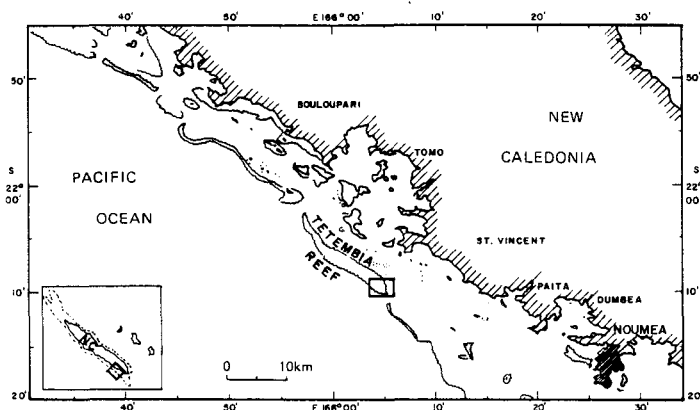 40' 50' E 166° 00' 10' 20' 30'
50' 50'
BOULOUPARI
NEW
TOMO
CALEDONIA
PACIFIC
S S
22° 22°
00' 00'
OCEAN
TETEMBIA
ST. VINCENT
REEF
10' PAITA 10'
DUMBEA
NOUMEA
0 10km
20' 20'
40' 50' E 166° 00' 10' 20' 30'